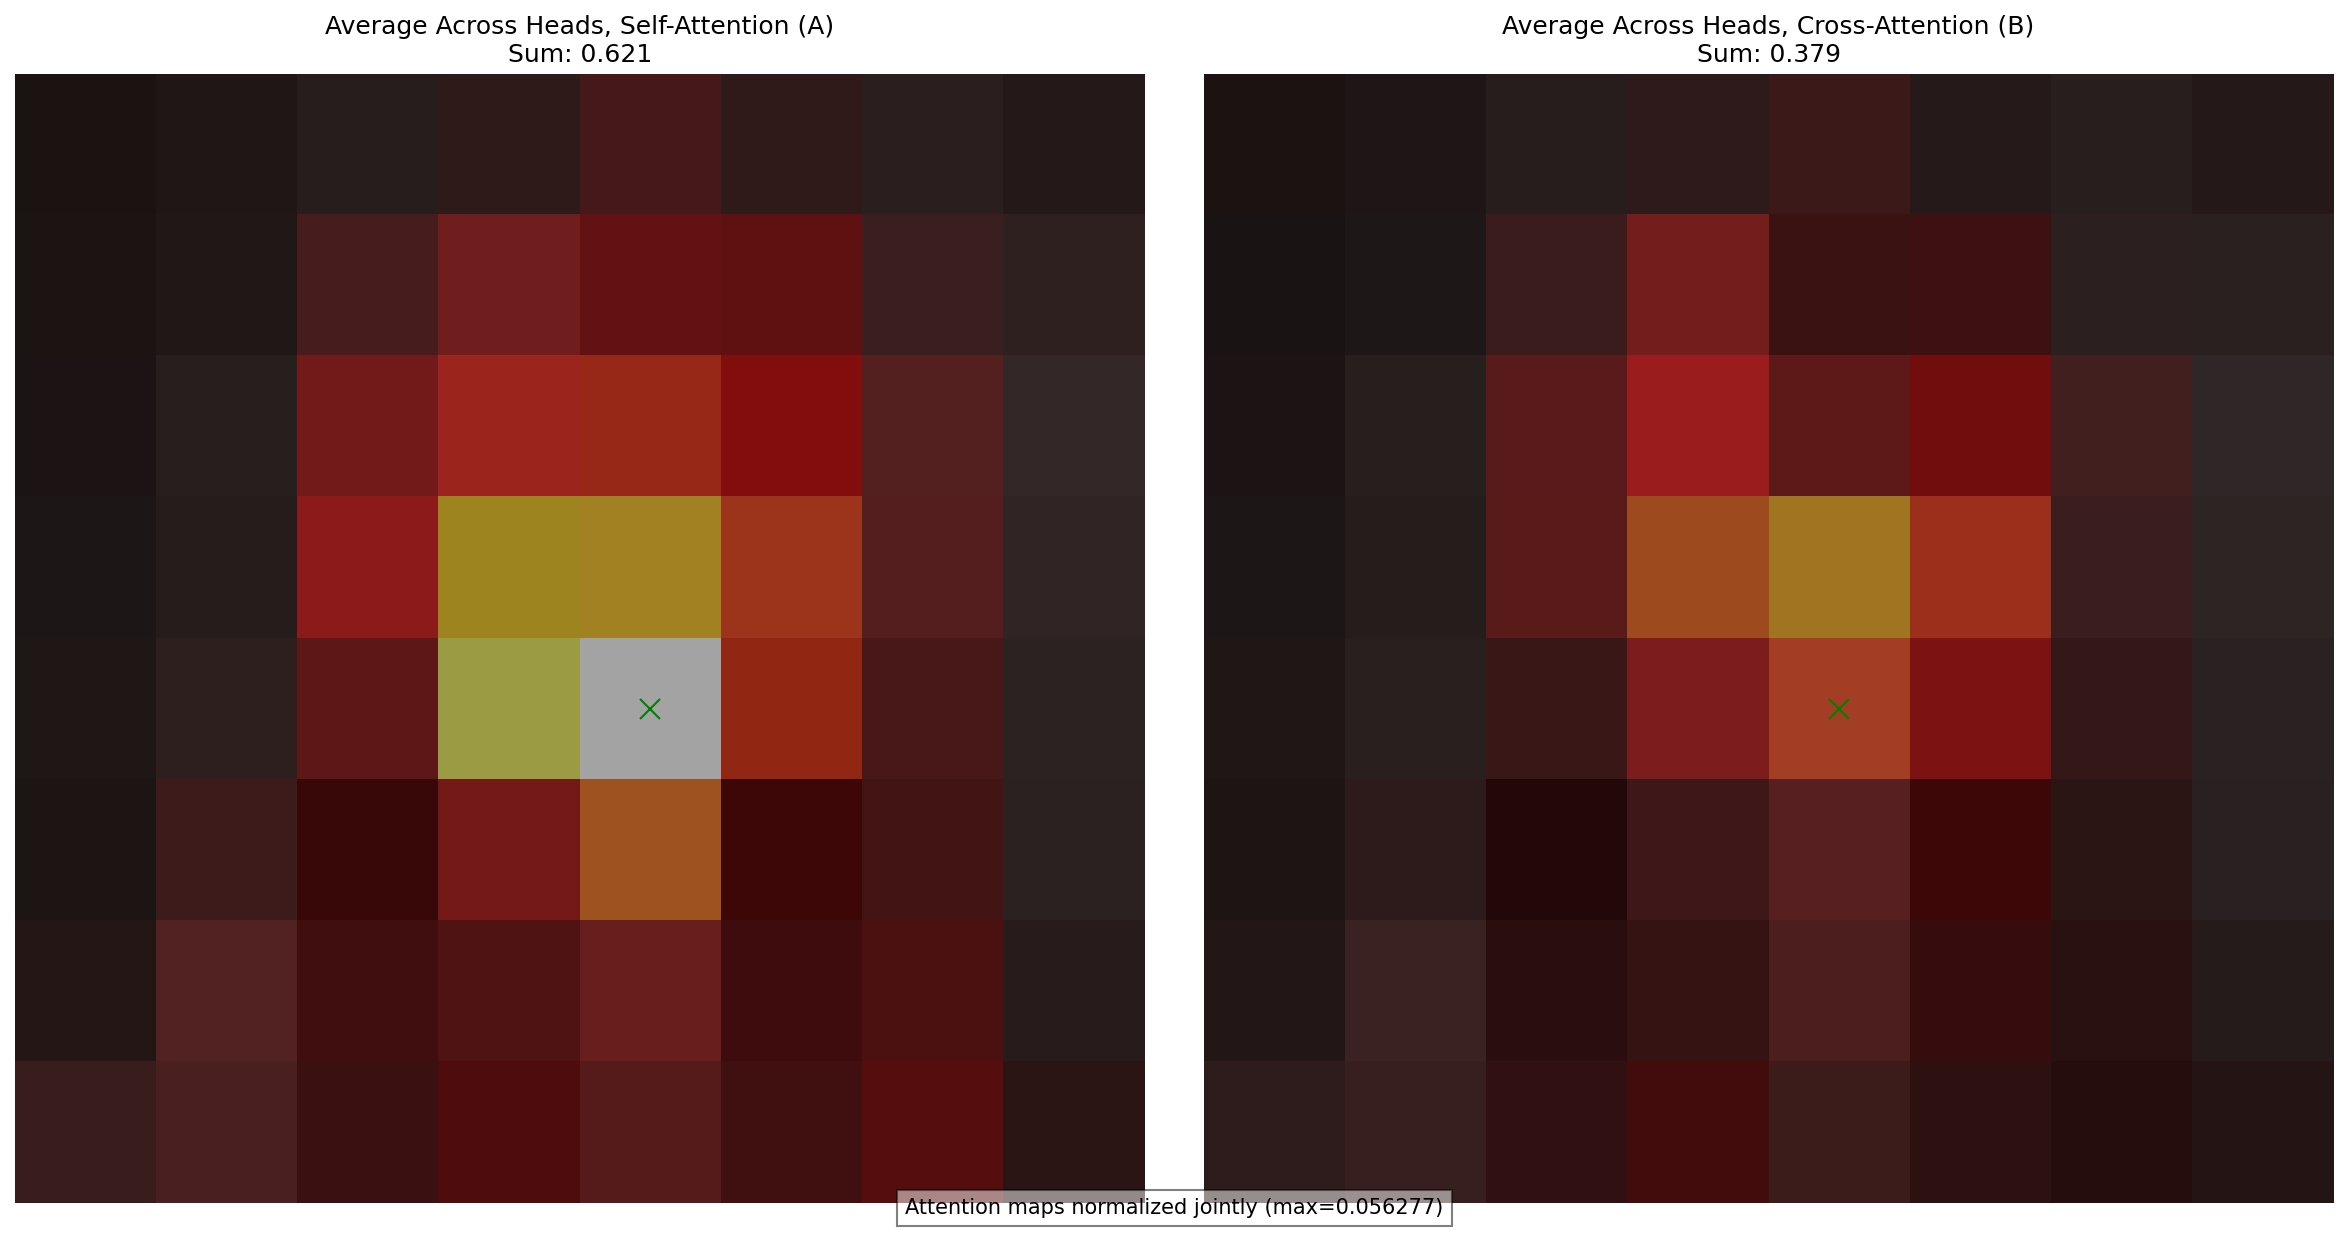 Average Across Heads, Self-Attention (A)
Sum: 0.621
Average Across Heads, Cross-Attention (B)
Sum: 0.379
Attention maps normalized jointly (max=0.056277)